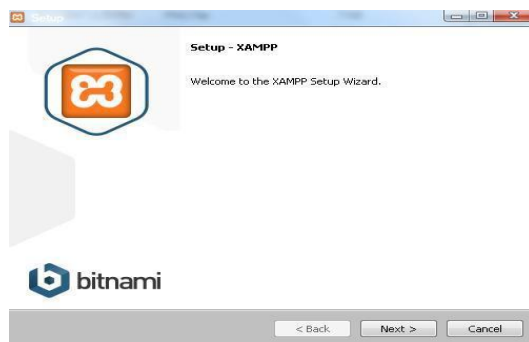 Setup
Setup - XAMPP
Welcome to the XAMPP Setup Wizard.
bitnami
< Back
Next >
Cancel